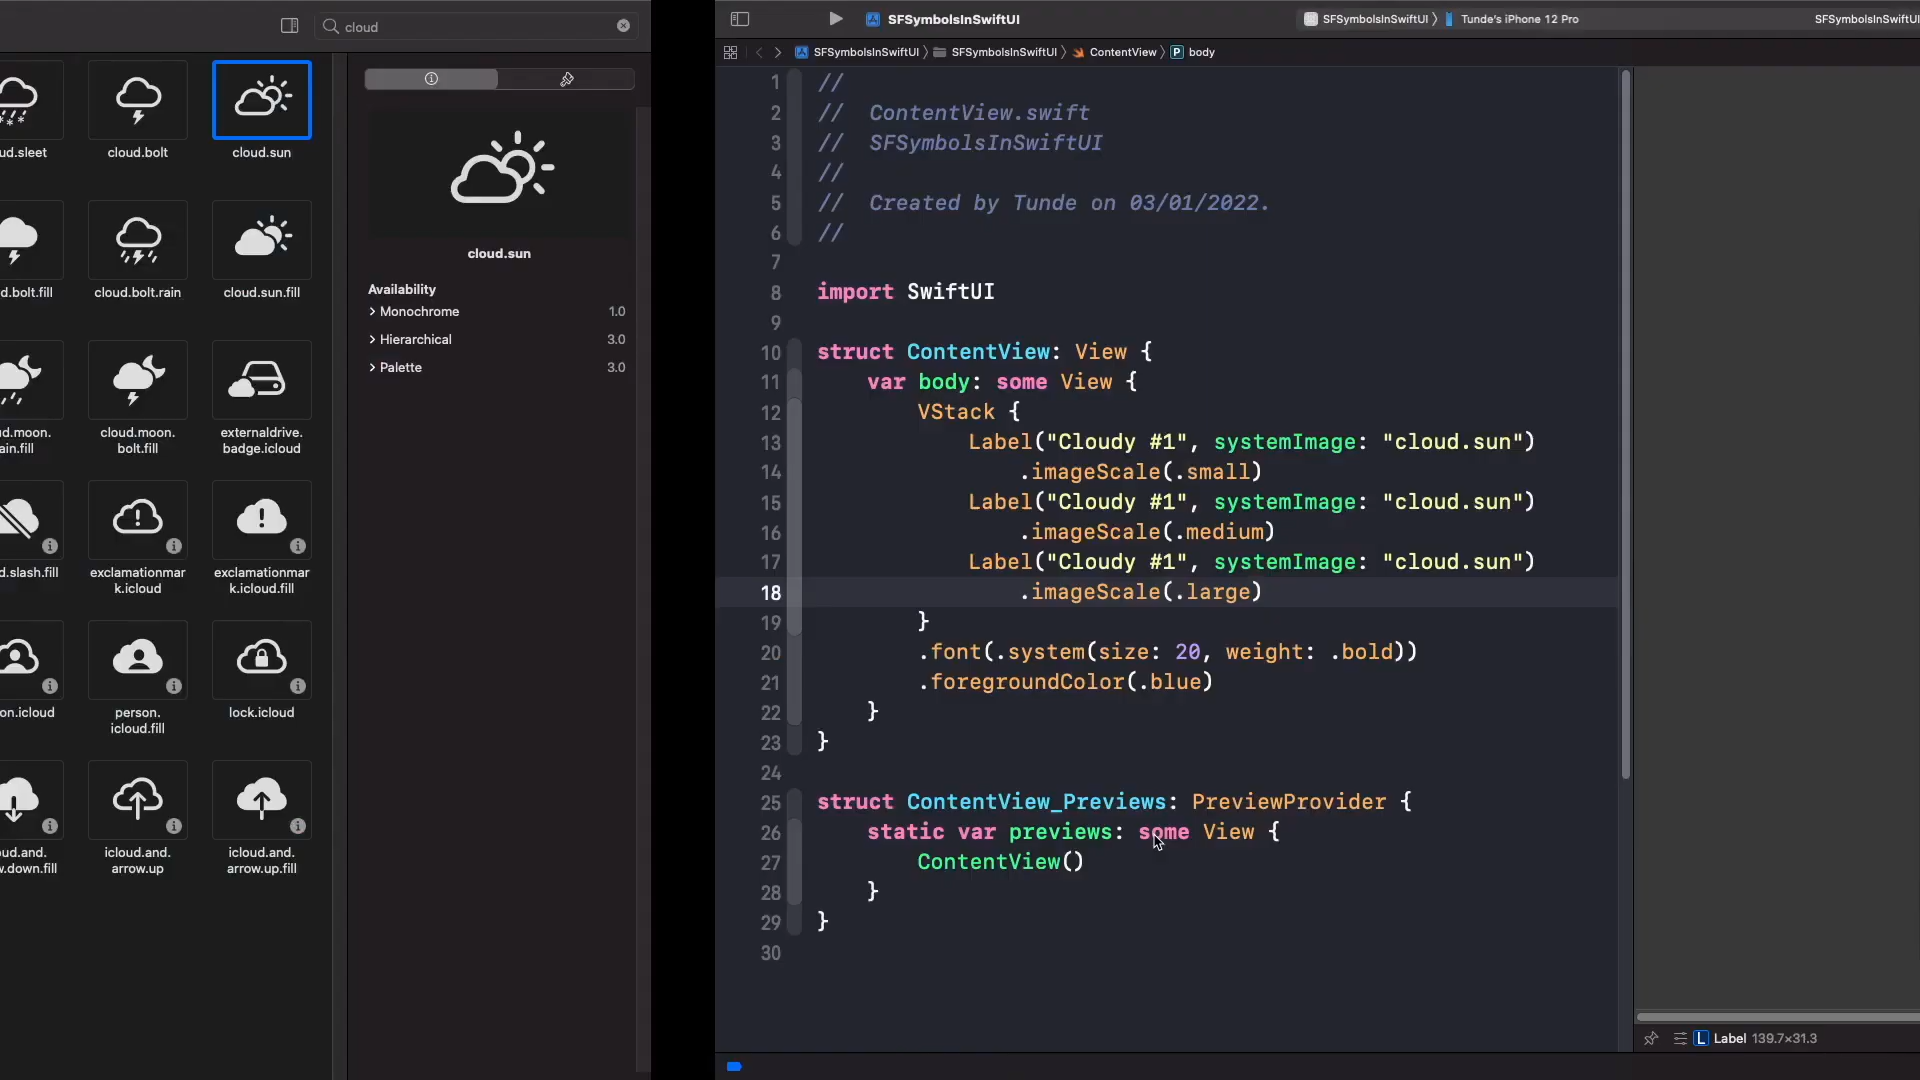 cloud
ud.sleet
cloud.bolt
cloud.sun
d.bolt.fill
cloud.bolt.rain
cloud.sun.fill
d.moon.
ain.fill
cloud.moon.
bolt.fill
externaldrive.
badge.icloud
d.slash.fill
exclamationmar
k.icloud
exclamationmar
k.icloud.fill
on.icloud
person.
icloud.fill
lock.icloud
oud.and.
w.down.fill
icloud.and.
arrow.up
icloud.and.
arrow.up.fill
cloud.sun
Availability
Monochrome 1.0
Hierarchical 3.0
Palette 3.0
SFSymbolsInSwiftUI
SFSymbolsInSwiftUI 〉 Tunde's iPhone 12 Pro
SFSymbolsInSwiftUI
SFSymbolsInSwiftUI 〉 SFSymbolsInSwiftUI 〉 ContentView 〉 P body
1 //
2 //  ContentView.swift
3 //  SFSymbolsInSwiftUI
4 //
5 //  Created by Tunde on 03/01/2022.
6 //
7
8 import SwiftUI
9
10 struct ContentView: View {
11     var body: some View {
12         VStack {
13             Label("Cloudy #1", systemImage: "cloud.sun")
14                 .imageScale(.small)
15             Label("Cloudy #1", systemImage: "cloud.sun")
16                 .imageScale(.medium)
17             Label("Cloudy #1", systemImage: "cloud.sun")
18                 .imageScale(.large)
19         }
20         .font(.system(size: 20, weight: .bold))
21         .foregroundColor(.blue)
22     }
23 }
24
25 struct ContentView_Previews: PreviewProvider {
26     static var previews: some View {
27         ContentView()
28     }
29 }
30
L Label 139.7×31.3